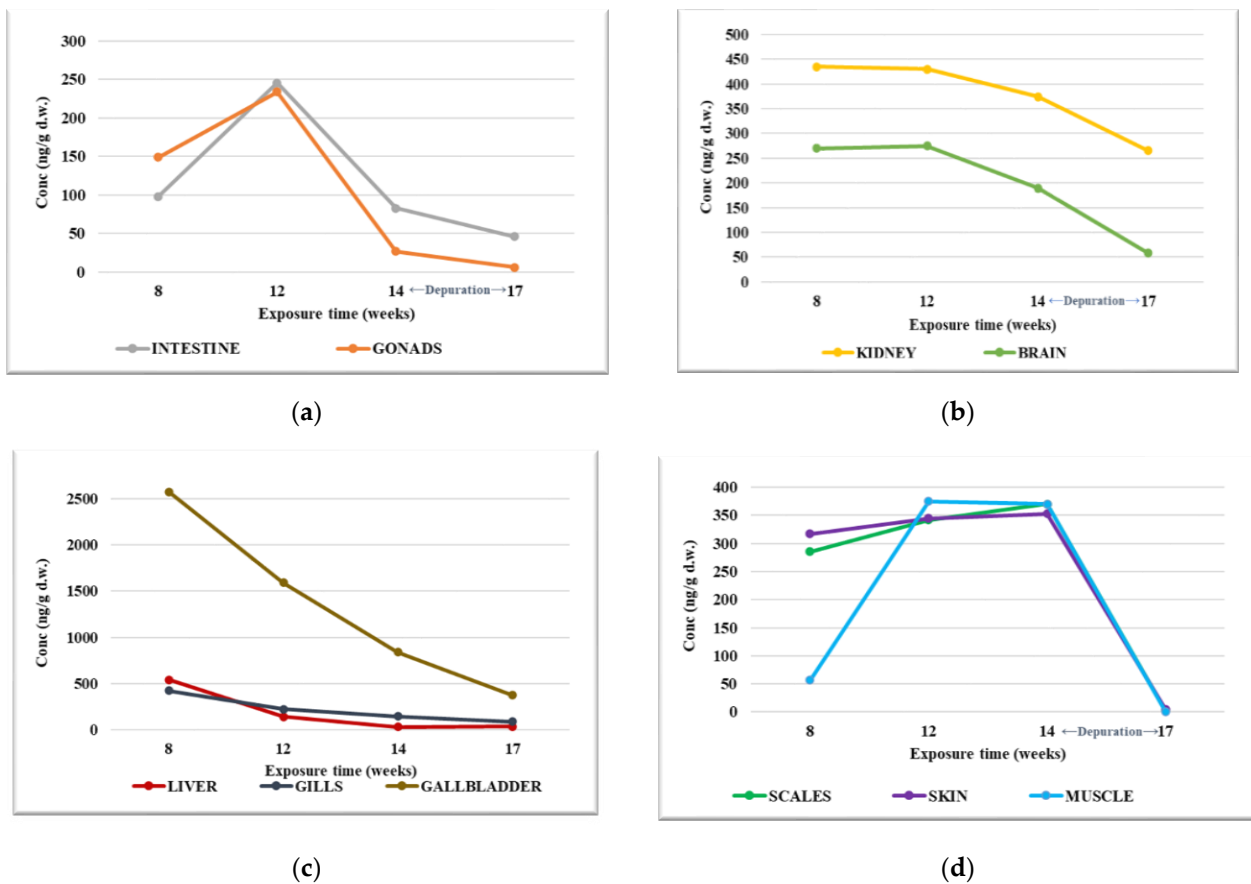 300
250
200
150
100
50
0
Conc (ng/g d.w.)
8 12 14 ←Depuration→ 17
Exposure time (weeks)
INTESTINE GONADS
(a)
500
450
400
350
300
250
200
150
100
50
0
Conc (ng/g d.w.)
8 12 14 ←Depuration→ 17
Exposure time (weeks)
KIDNEY BRAIN
(b)
2500
2000
1500
1000
500
0
Conc (ng/g d.w.)
8 12 14 17
Exposure time (weeks)
LIVER GILLS GALLBLADDER
(c)
400
350
300
250
200
150
100
50
0
Conc (ng/g d.w.)
8 12 14 ←Depuration→ 17
Exposure time (weeks)
SCALES SKIN MUSCLE
(d)